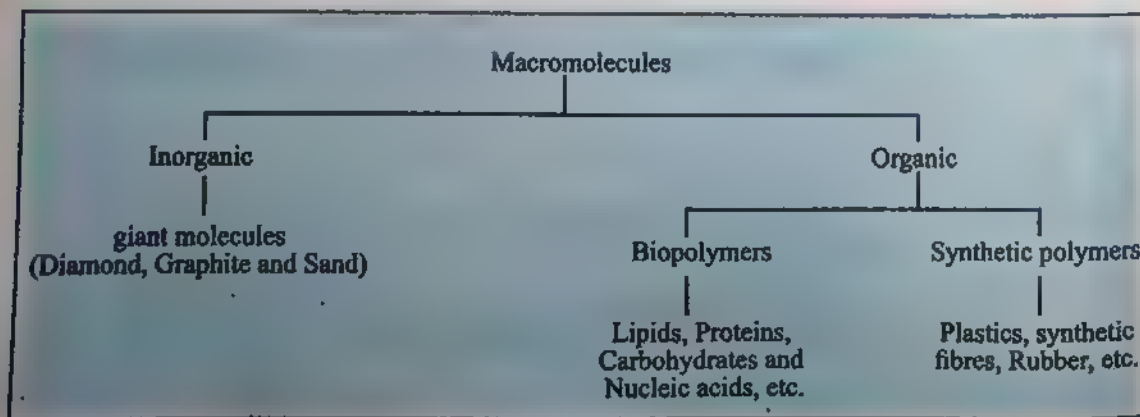 Macromolecules
Inorganic
Organic
giant molecules
(Diamond, Graphite and Sand)
Biopolymers
Synthetic polymers
Lipids, Proteins,
Carbohydrates and
Nucleic acids, etc.
Plastics, synthetic
fibres, Rubber, etc.